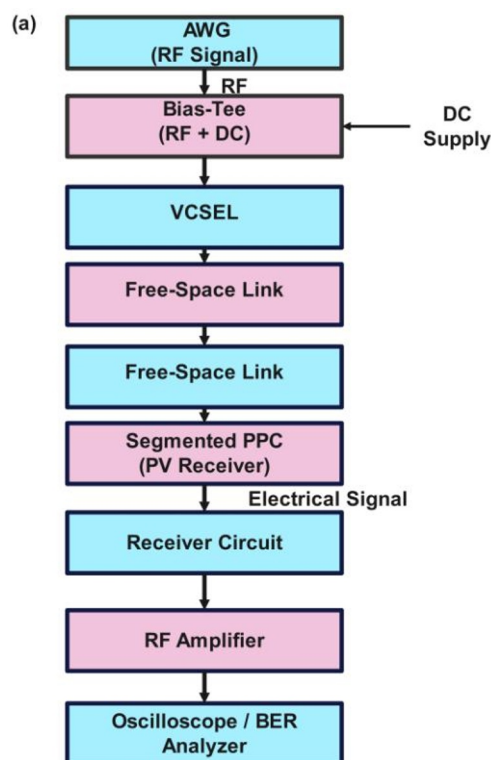 (a)
AWG
(RF Signal)
RF
Bias-Tee
(RF + DC)
DC
Supply
VCSEL
Free-Space Link
Free-Space Link
Segmented PPC
(PV Receiver)
Electrical Signal
Receiver Circuit
RF Amplifier
Oscilloscope / BER
Analyzer